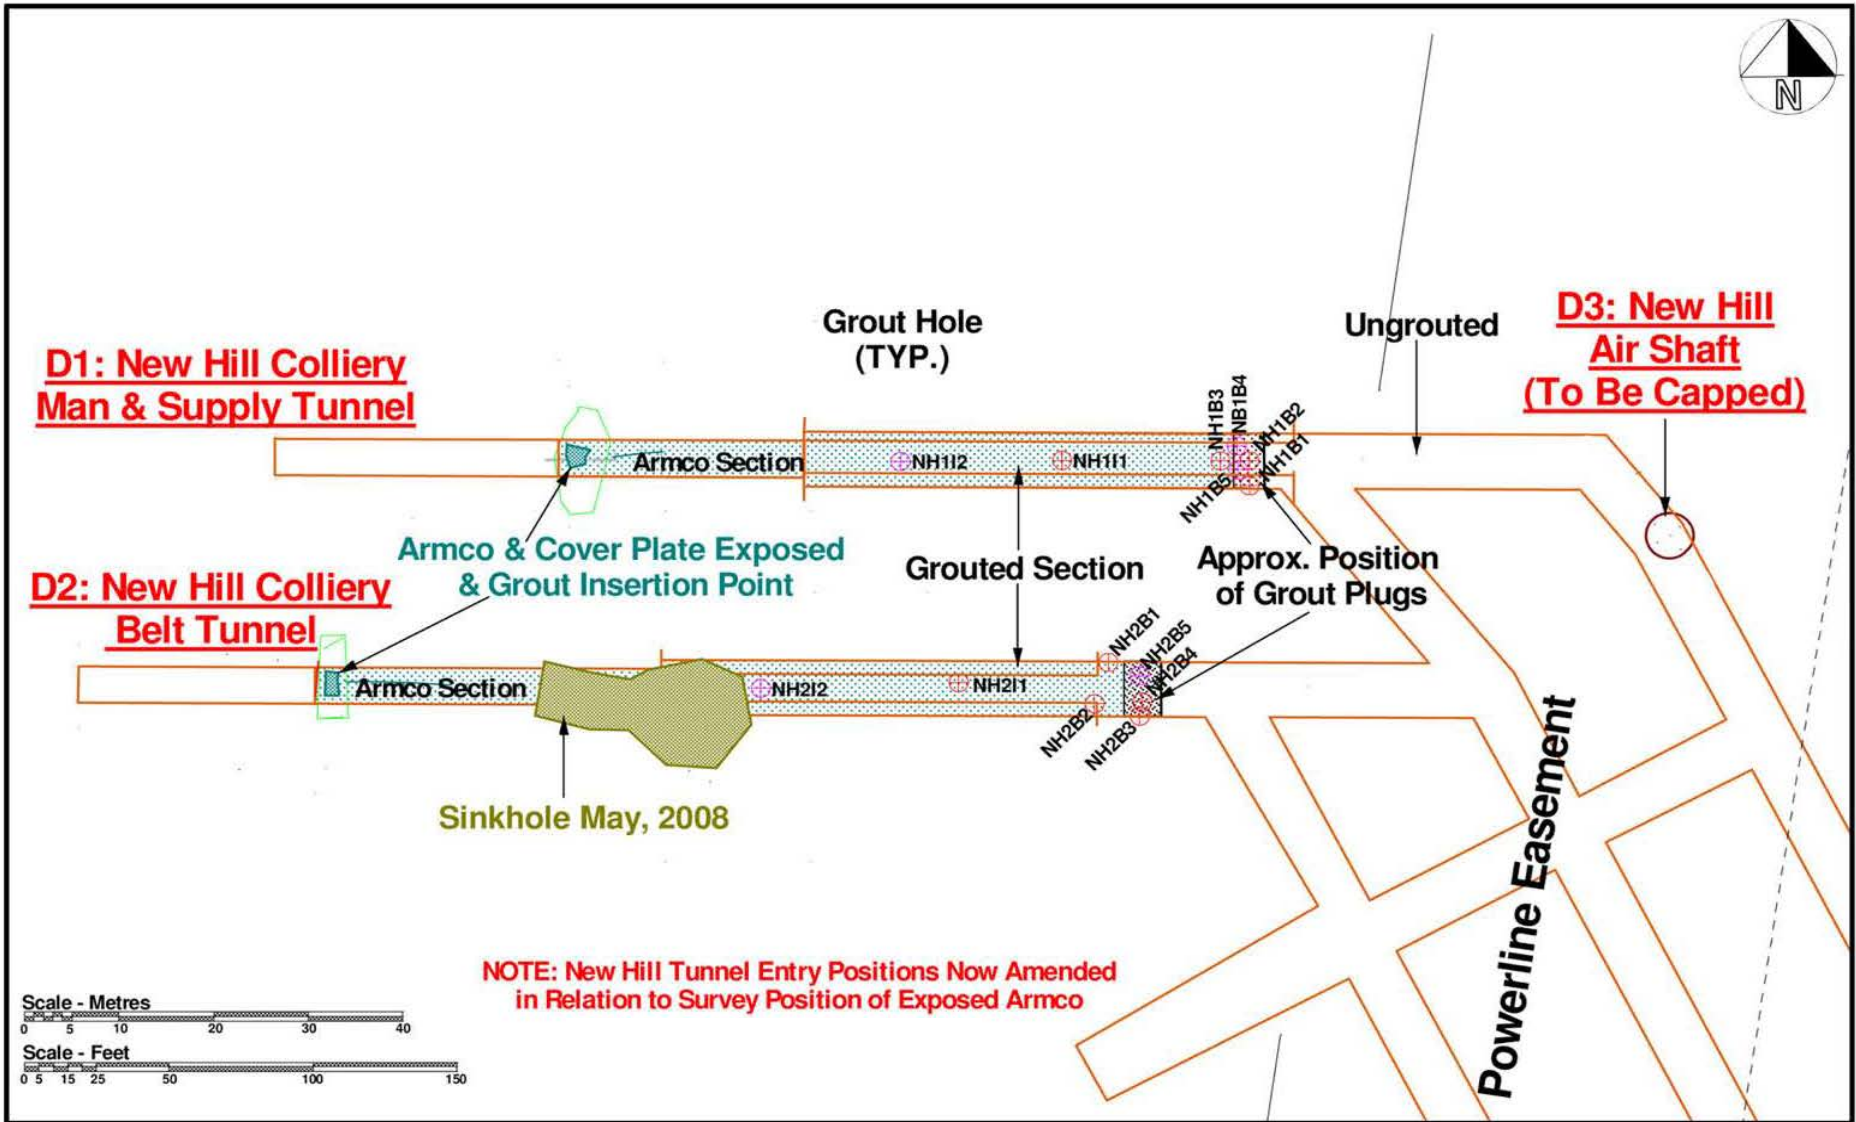 N
Grout Hole
(TYP.)
Ungrouted
D3: New Hill
Air Shaft
(To Be Capped)
D1: New Hill Colliery
Man & Supply Tunnel
NH1B3
NB1B4
NH1B2
NH1B1
NH1B5
Armco Section
NH1I2
NH1I1
Armco & Cover Plate Exposed
& Grout Insertion Point
Grouted Section
Approx. Position
of Grout Plugs
D2: New Hill Colliery
Belt Tunnel
NH2B1
NH2B5
NH2B4
Armco Section
NH2I2
NH2I1
NH2B2
NH2B3
Sinkhole May, 2008
Powerline Easement
NOTE: New Hill Tunnel Entry Positions Now Amended
in Relation to Survey Position of Exposed Armco
Scale - Metres
0 5 10 20 30 40
Scale - Feet
0 5 15 25 50 100 150